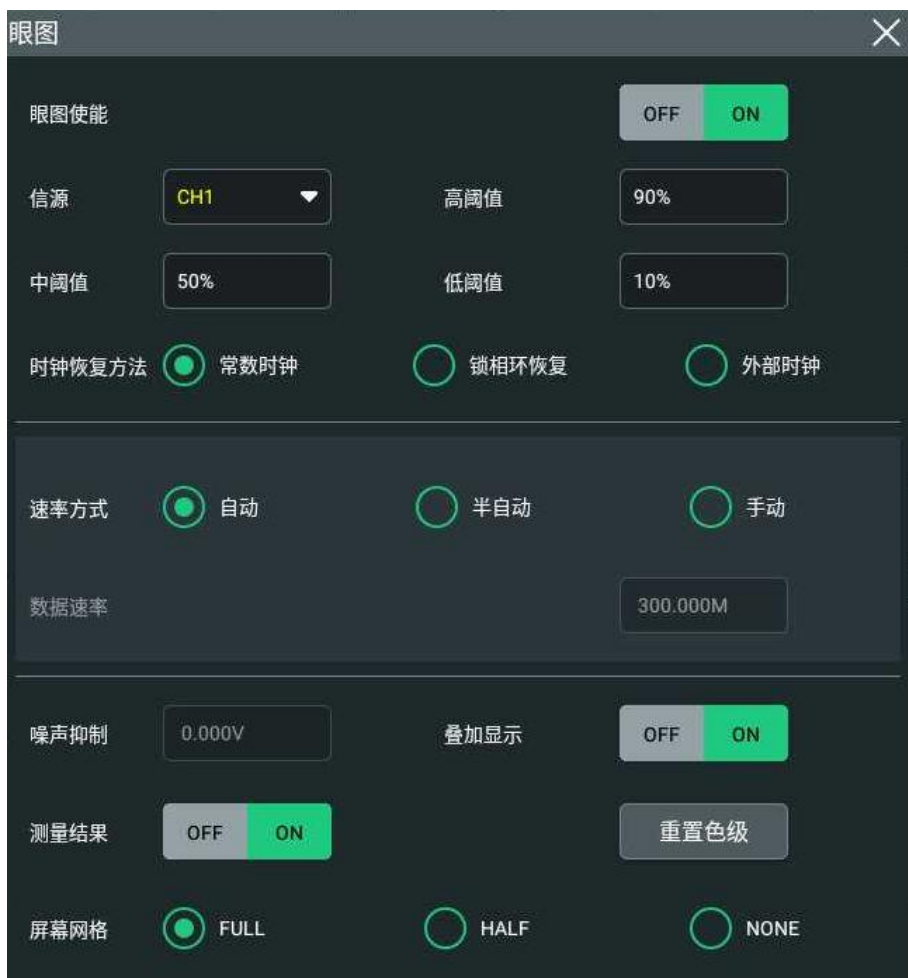 眼图
眼图使能 OFF ON
信源 CH1 高阈值 90%
中阈值 50% 低阈值 10%
时钟恢复方法 常数时钟 锁相环恢复 外部时钟
速率方式 自动 半自动 手动
数据速率 300.000M
噪声抑制 0.000V 叠加显示 OFF ON
测量结果 OFF ON 重置色级
屏幕网格 FULL HALF NONE